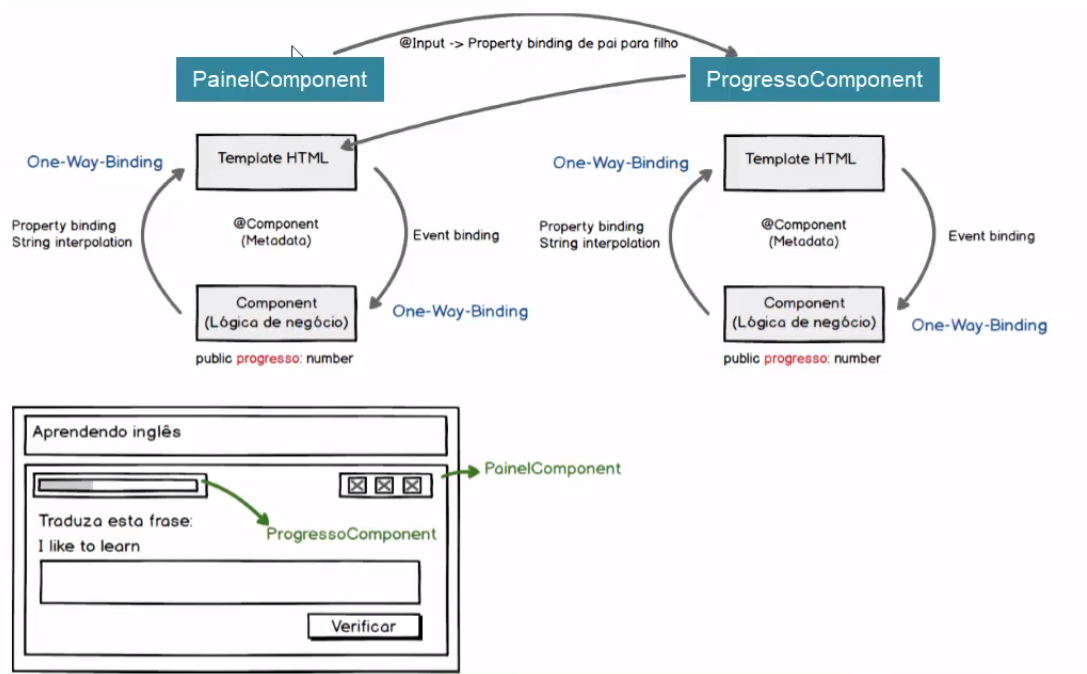 @Input -> Property binding de pai para filho
PainelComponent
ProgressoComponent
One-Way-Binding
Template HTML
Property binding
String interpolation
@Component
(Metadata)
Event binding
Component
(Lógica de negócio)
One-Way-Binding
public progresso: number
One-Way-Binding
Template HTML
Property binding
String interpolation
@Component
(Metadata)
Event binding
Component
(Lógica de negócio)
One-Way-Binding
public progresso: number
Aprendendo inglês
PainelComponent
ProgressoComponent
Traduza esta frase:
I like to learn
Verificar